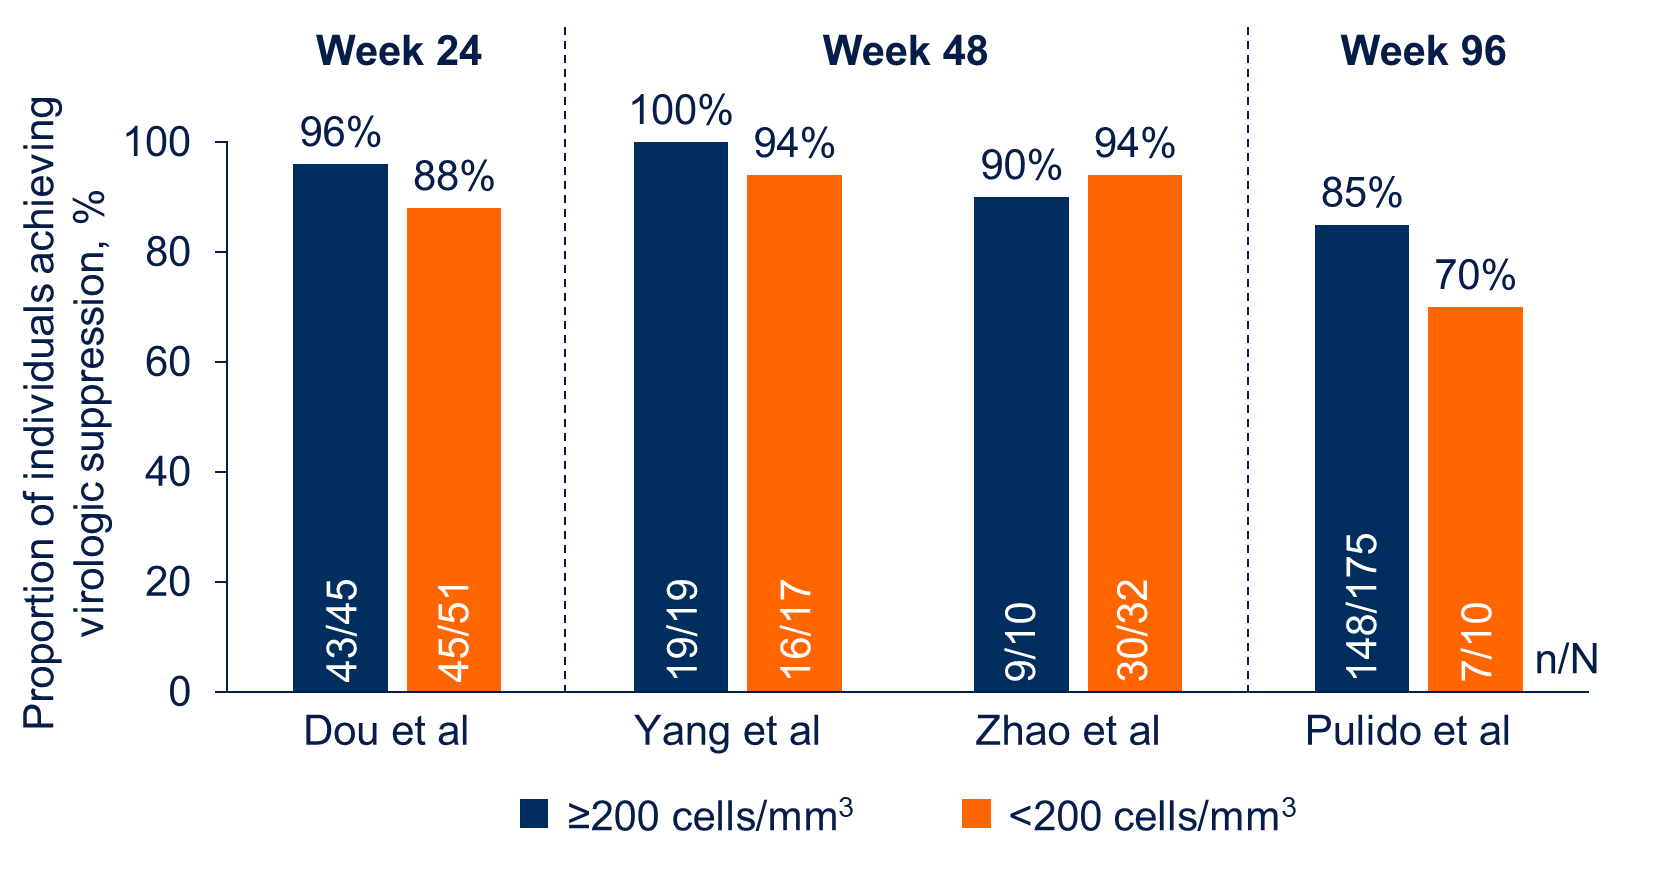 Week 24
Week 48
Week 96
Proportion of individuals achieving
virologic suppression, %
100
80
60
40
20
0
96%
88%
100%
94%
90%
94%
85%
70%
43/45
45/51
19/19
16/17
9/10
30/32
148/175
7/10
n/N
Dou et al
Yang et al
Zhao et al
Pulido et al
≥200 cells/mm³
<200 cells/mm³